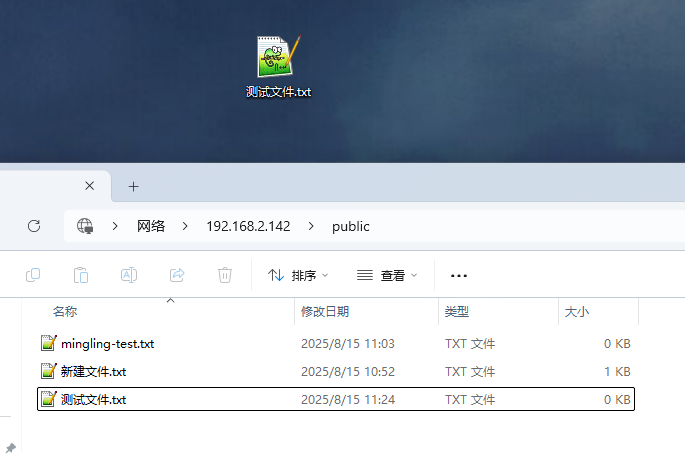 测试文件.txt
网络 192.168.2.142 public
排序 查看
名称 修改日期 类型 大小
mingling-test.txt 2025/8/15 11:03 TXT 文件 0 KB
新建文件.txt 2025/8/15 10:52 TXT 文件 1 KB
测试文件.txt 2025/8/15 11:24 TXT 文件 0 KB